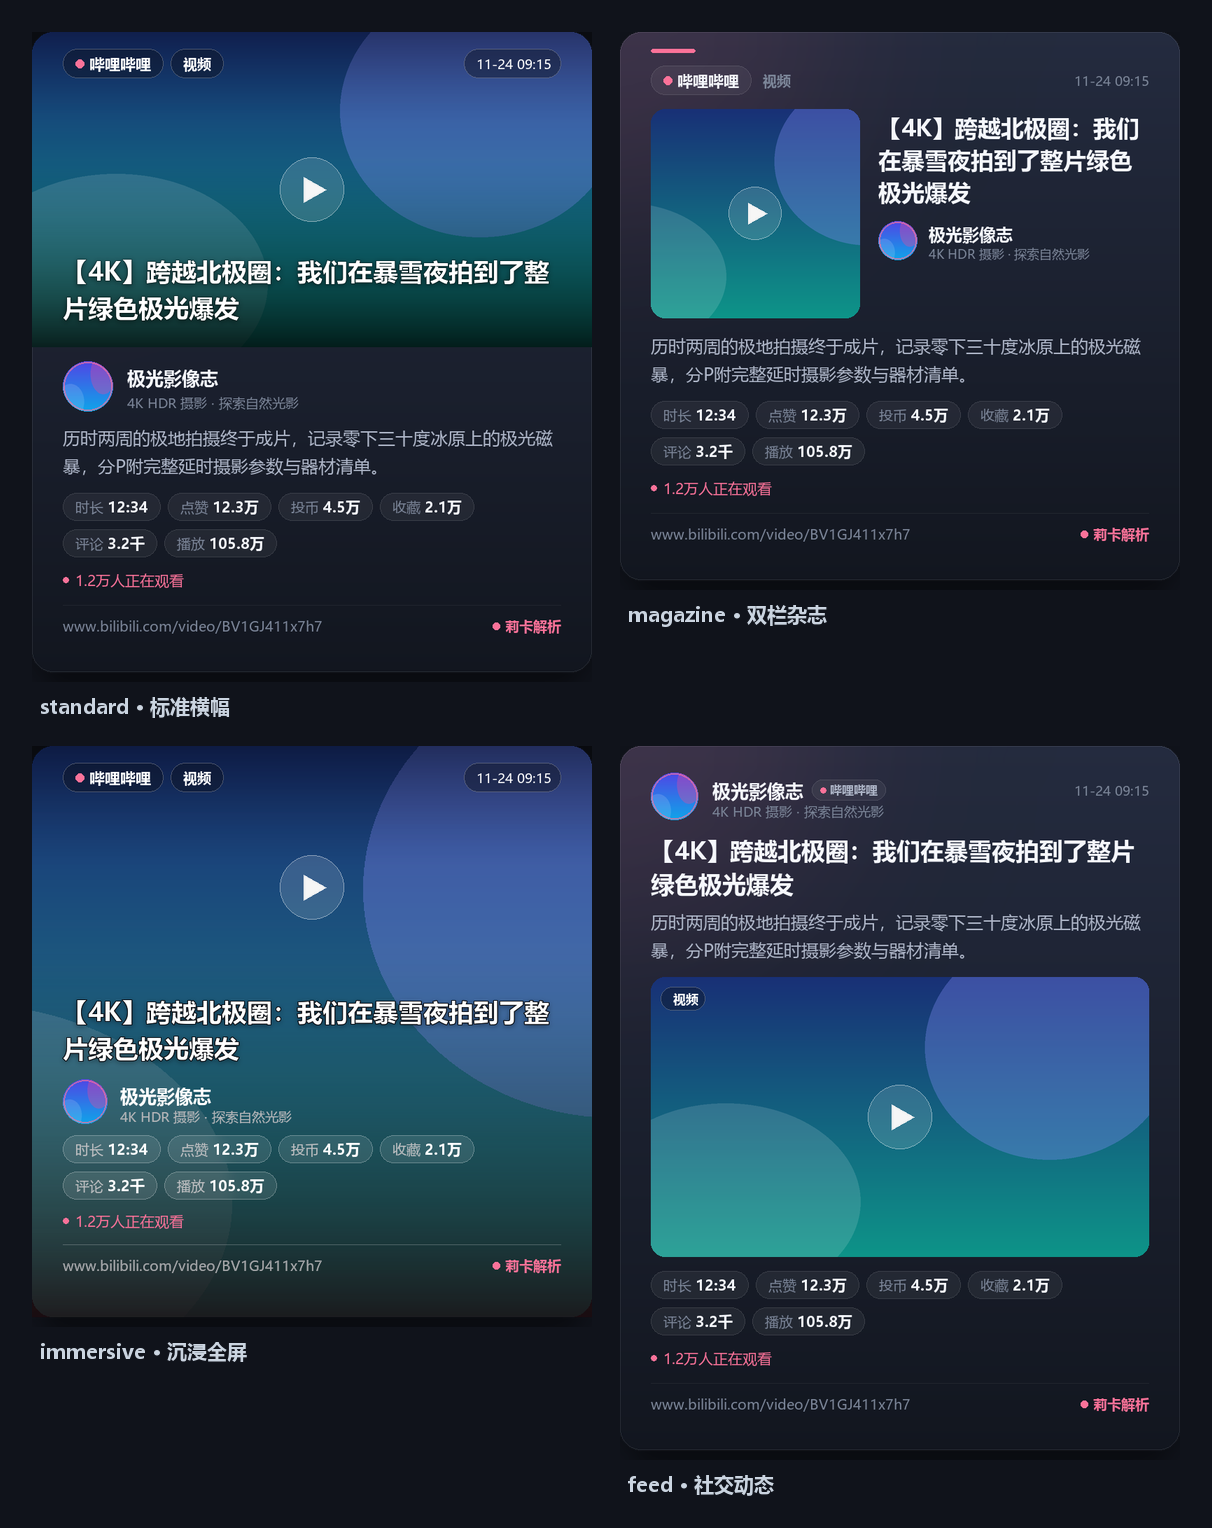 哔哩哔哩 视频 11-24 09:15
【4K】跨越北极圈：我们在暴雪夜拍到了整
片绿色极光爆发
极光影像志
4K HDR 摄影 · 探索自然光影
历时两周的极地拍摄终于成片，记录零下三十度冰原上的极光磁
暴，分P附完整延时摄影参数与器材清单。
时长 12:34 点赞 12.3万 投币 4.5万 收藏 2.1万
评论 3.2千 播放 105.8万
1.2万人正在观看
www.bilibili.com/video/BV1GJ411x7h7 莉卡解析
standard • 标准横幅
哔哩哔哩 视频 11-24 09:15
【4K】跨越北极圈：我们
在暴雪夜拍到了整片绿色
极光爆发
极光影像志
4K HDR 摄影 · 探索自然光影
历时两周的极地拍摄终于成片，记录零下三十度冰原上的极光磁
暴，分P附完整延时摄影参数与器材清单。
时长 12:34 点赞 12.3万 投币 4.5万 收藏 2.1万
评论 3.2千 播放 105.8万
1.2万人正在观看
www.bilibili.com/video/BV1GJ411x7h7 莉卡解析
magazine • 双栏杂志
哔哩哔哩 视频 11-24 09:15
【4K】跨越北极圈：我们在暴雪夜拍到了整
片绿色极光爆发
极光影像志
4K HDR 摄影 · 探索自然光影
时长 12:34 点赞 12.3万 投币 4.5万 收藏 2.1万
评论 3.2千 播放 105.8万
1.2万人正在观看
www.bilibili.com/video/BV1GJ411x7h7 莉卡解析
immersive • 沉浸全屏
极光影像志 哔哩哔哩 11-24 09:15
4K HDR 摄影 · 探索自然光影
【4K】跨越北极圈：我们在暴雪夜拍到了整片
绿色极光爆发
历时两周的极地拍摄终于成片，记录零下三十度冰原上的极光磁
暴，分P附完整延时摄影参数与器材清单。
视频
时长 12:34 点赞 12.3万 投币 4.5万 收藏 2.1万
评论 3.2千 播放 105.8万
1.2万人正在观看
www.bilibili.com/video/BV1GJ411x7h7 莉卡解析
feed • 社交动态